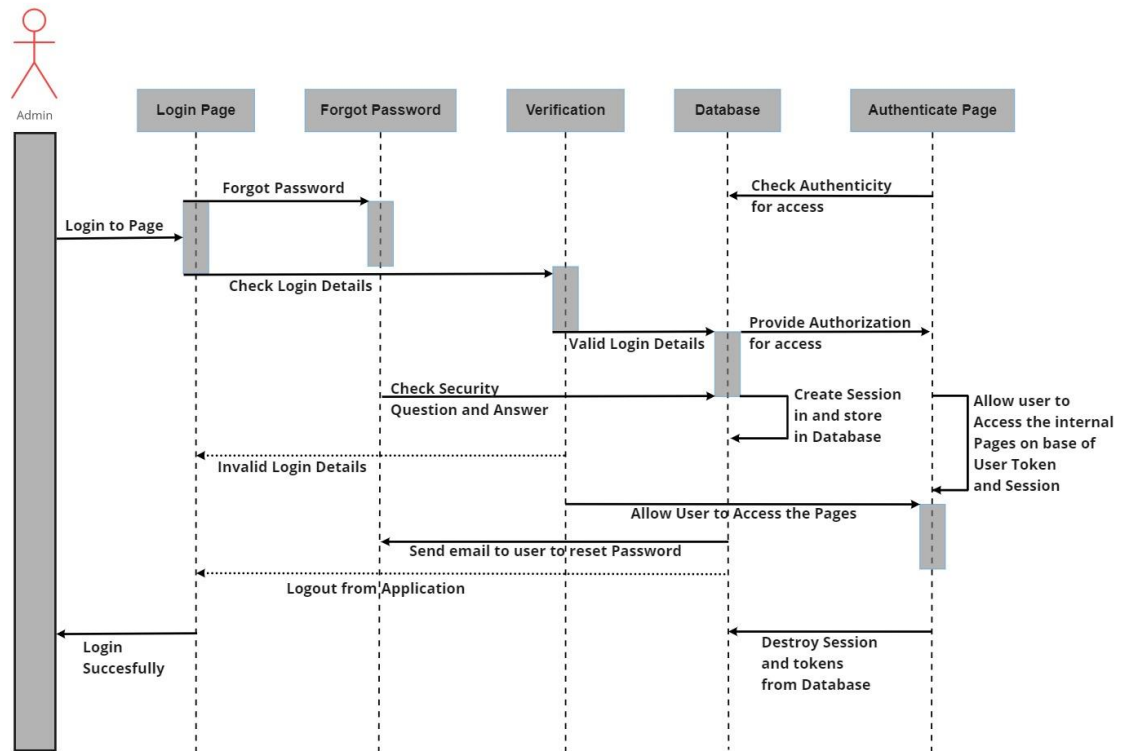 Admin
Login Page
Forgot Password
Verification
Database
Authenticate Page
Forgot Password
Check Authenticity
for access
Login to Page
Check Login Details
Valid Login Details
Provide Authorization
for access
Check Security
Question and Answer
Create Session
in and store
in Database
Allow user to
Access the internal
Pages on base of
User Token
and Session
Invalid Login Details
Allow User to Access the Pages
Send email to user to reset Password
Logout from Application
Login
Succesfully
Destroy Session
and tokens
from Database